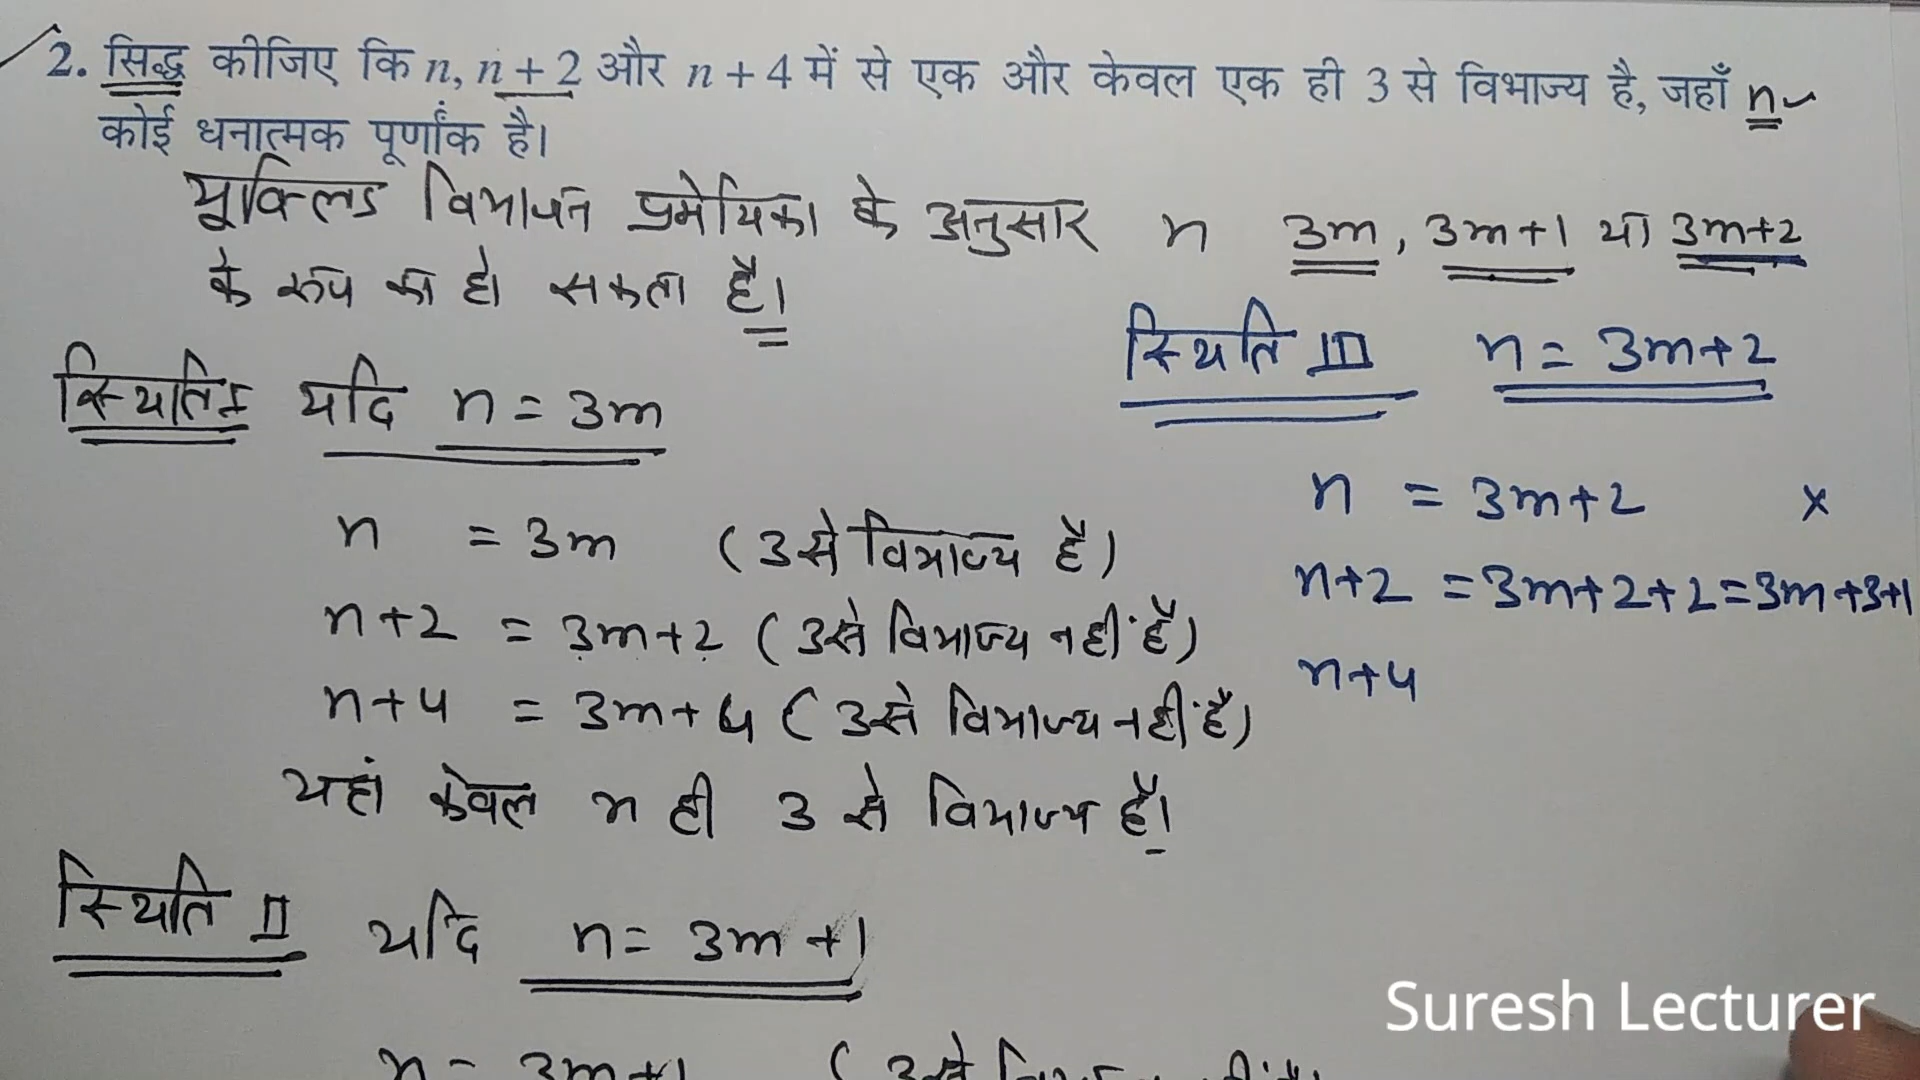 2. सिद्ध कीजिए कि n, n + 2 और n + 4 में से एक और केवल एक ही 3 से विभाज्य है, जहाँ n
कोई धनात्मक पूर्णांक है।
यूक्लिड विभाजन प्रमेयिका के अनुसार n 3m, 3m+1 या 3m+2
के रूप का हो सकता है।
स्थिति I यदि n = 3m
n = 3m (3 से विभाज्य है)
n+2 = 3m+2 (3 से विभाज्य नहीं है)
n+4 = 3m+4 (3 से विभाज्य नहीं है)
यहां केवल n ही 3 से विभाज्य है।
स्थिति II यदि n = 3m +1
n = 3m+1 (3 से
स्थिति III n = 3m+2
n = 3m+2 ×
n+2 = 3m+2+2 = 3m+3+1
n+4
Suresh Lecturer